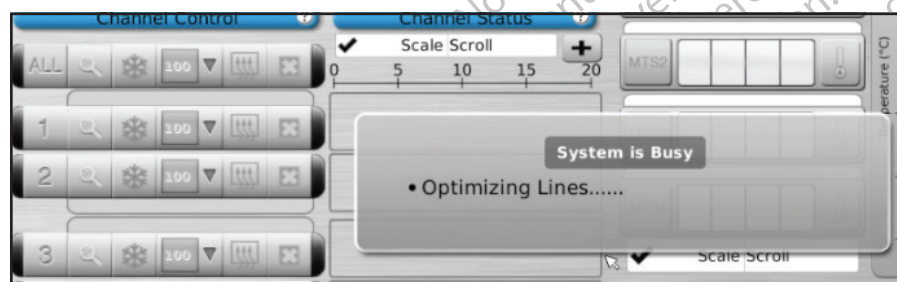 Channel Control ?
Channel Status ?
Scale Scroll
0 5 10 15 20
ALL 100
MTS2
1 100
System is Busy
2 100
• Optimizing Lines......
3 100
Scale Scroll